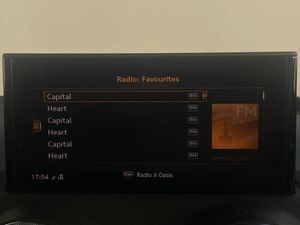 Radio: Favourites
Capital
Heart
Capital
Heart
Capital
Heart
FM
17:54
Radio X Oasis